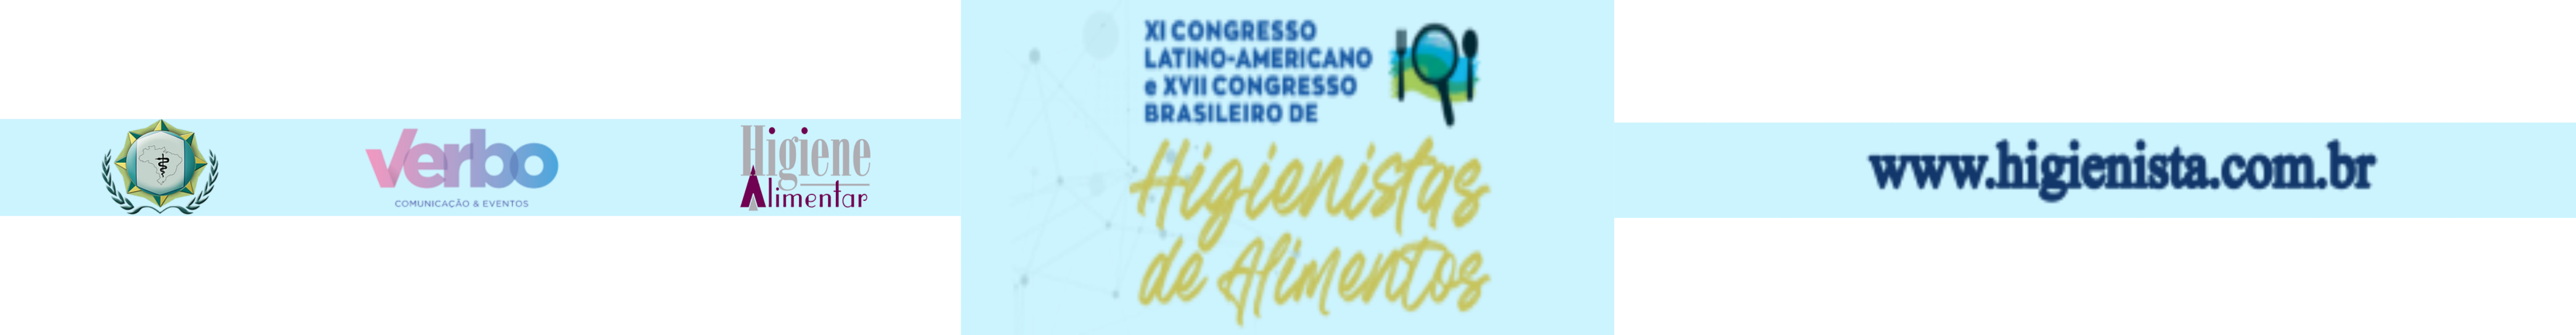 Verbo
COMUNICAÇÃO & EVENTOS
Higiene
Alimentar
XI CONGRESSO
LATINO-AMERICANO
e XVII CONGRESSO
BRASILEIRO DE
Higienistas
de Alimentos
www.higienista.com.br